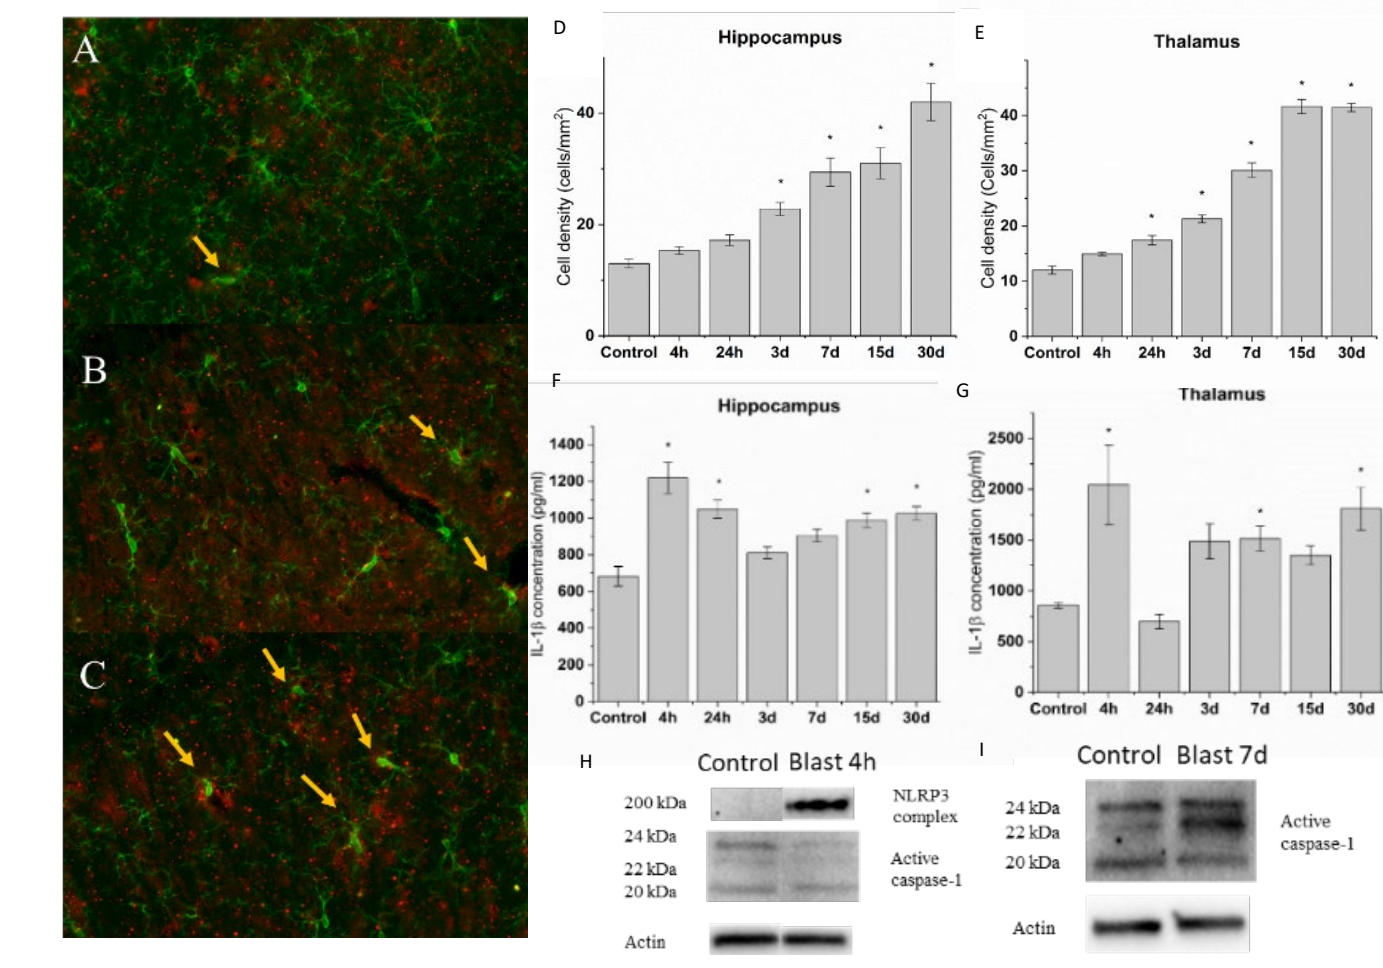 A
B
C
D
Hippocampus
Cell density (cells/mm²)
40
20
0
Control 4h 24h 3d 7d 15d 30d
* * * *
E
Thalamus
Cell density (Cells/mm²)
40
30
20
10
0
Control 4h 24h 3d 7d 15d 30d
* * * * *
F
Hippocampus
IL-1β concentration (pg/ml)
1400
1200
1000
800
600
400
200
0
Control 4h 24h 3d 7d 15d 30d
* * * *
G
Thalamus
IL-1β concentration (pg/ml)
2500
2000
1500
1000
500
0
Control 4h 24h 3d 7d 15d 30d
* * *
H
Control Blast 4h
200 kDa
NLRP3
complex
24 kDa
22 kDa
20 kDa
Active
caspase-1
Actin
I
Control Blast 7d
24 kDa
22 kDa
20 kDa
Active
caspase-1
Actin